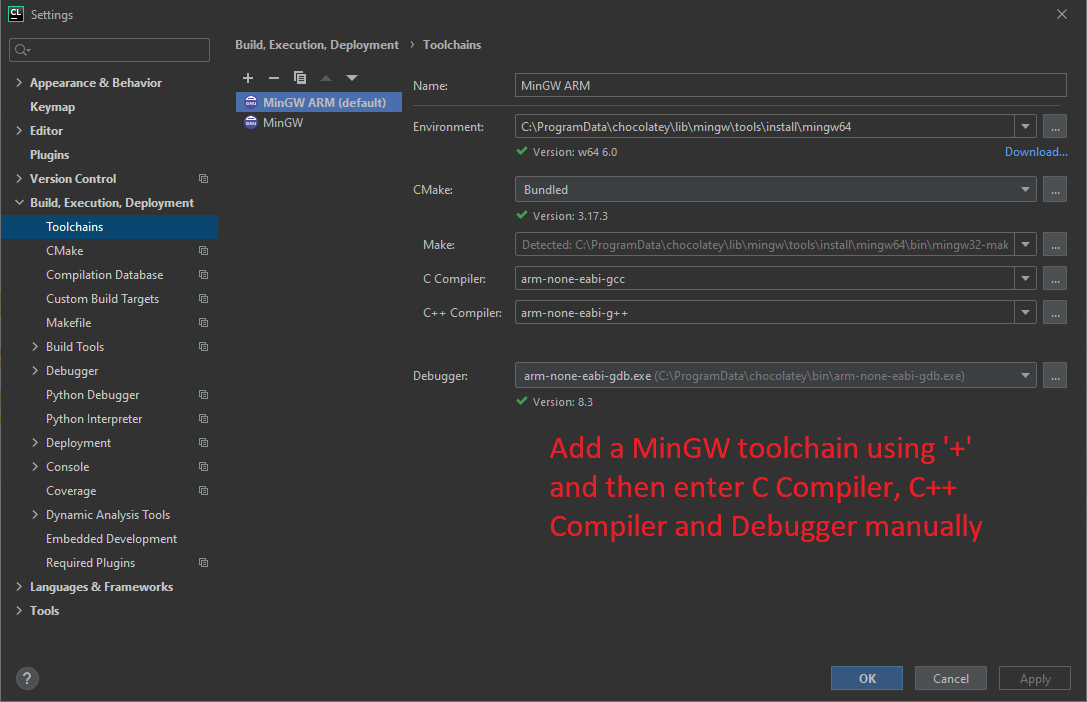 CL Settings
Build, Execution, Deployment › Toolchains
Appearance & Behavior
Keymap
Editor
Plugins
Version Control
Build, Execution, Deployment
Toolchains
CMake
Compilation Database
Custom Build Targets
Makefile
Build Tools
Debugger
Python Debugger
Python Interpreter
Deployment
Console
Coverage
Dynamic Analysis Tools
Embedded Development
Required Plugins
Languages & Frameworks
Tools
?
GNU MinGW ARM (default)
GNU MinGW
Name: MinGW ARM
Environment: C:\ProgramData\chocolatey\lib\mingw\tools\install\mingw64 ...
Version: w64 6.0 Download...
CMake: Bundled ...
Version: 3.17.3
Make: Detected: C:\ProgramData\chocolatey\lib\mingw\tools\install\mingw64\bin\mingw32-mak ...
C Compiler: arm-none-eabi-gcc ...
C++ Compiler: arm-none-eabi-g++ ...
Debugger: arm-none-eabi-gdb.exe (C:\ProgramData\chocolatey\bin\arm-none-eabi-gdb.exe) ...
Version: 8.3
Add a MinGW toolchain using '+'
and then enter C Compiler, C++
Compiler and Debugger manually
OK Cancel Apply